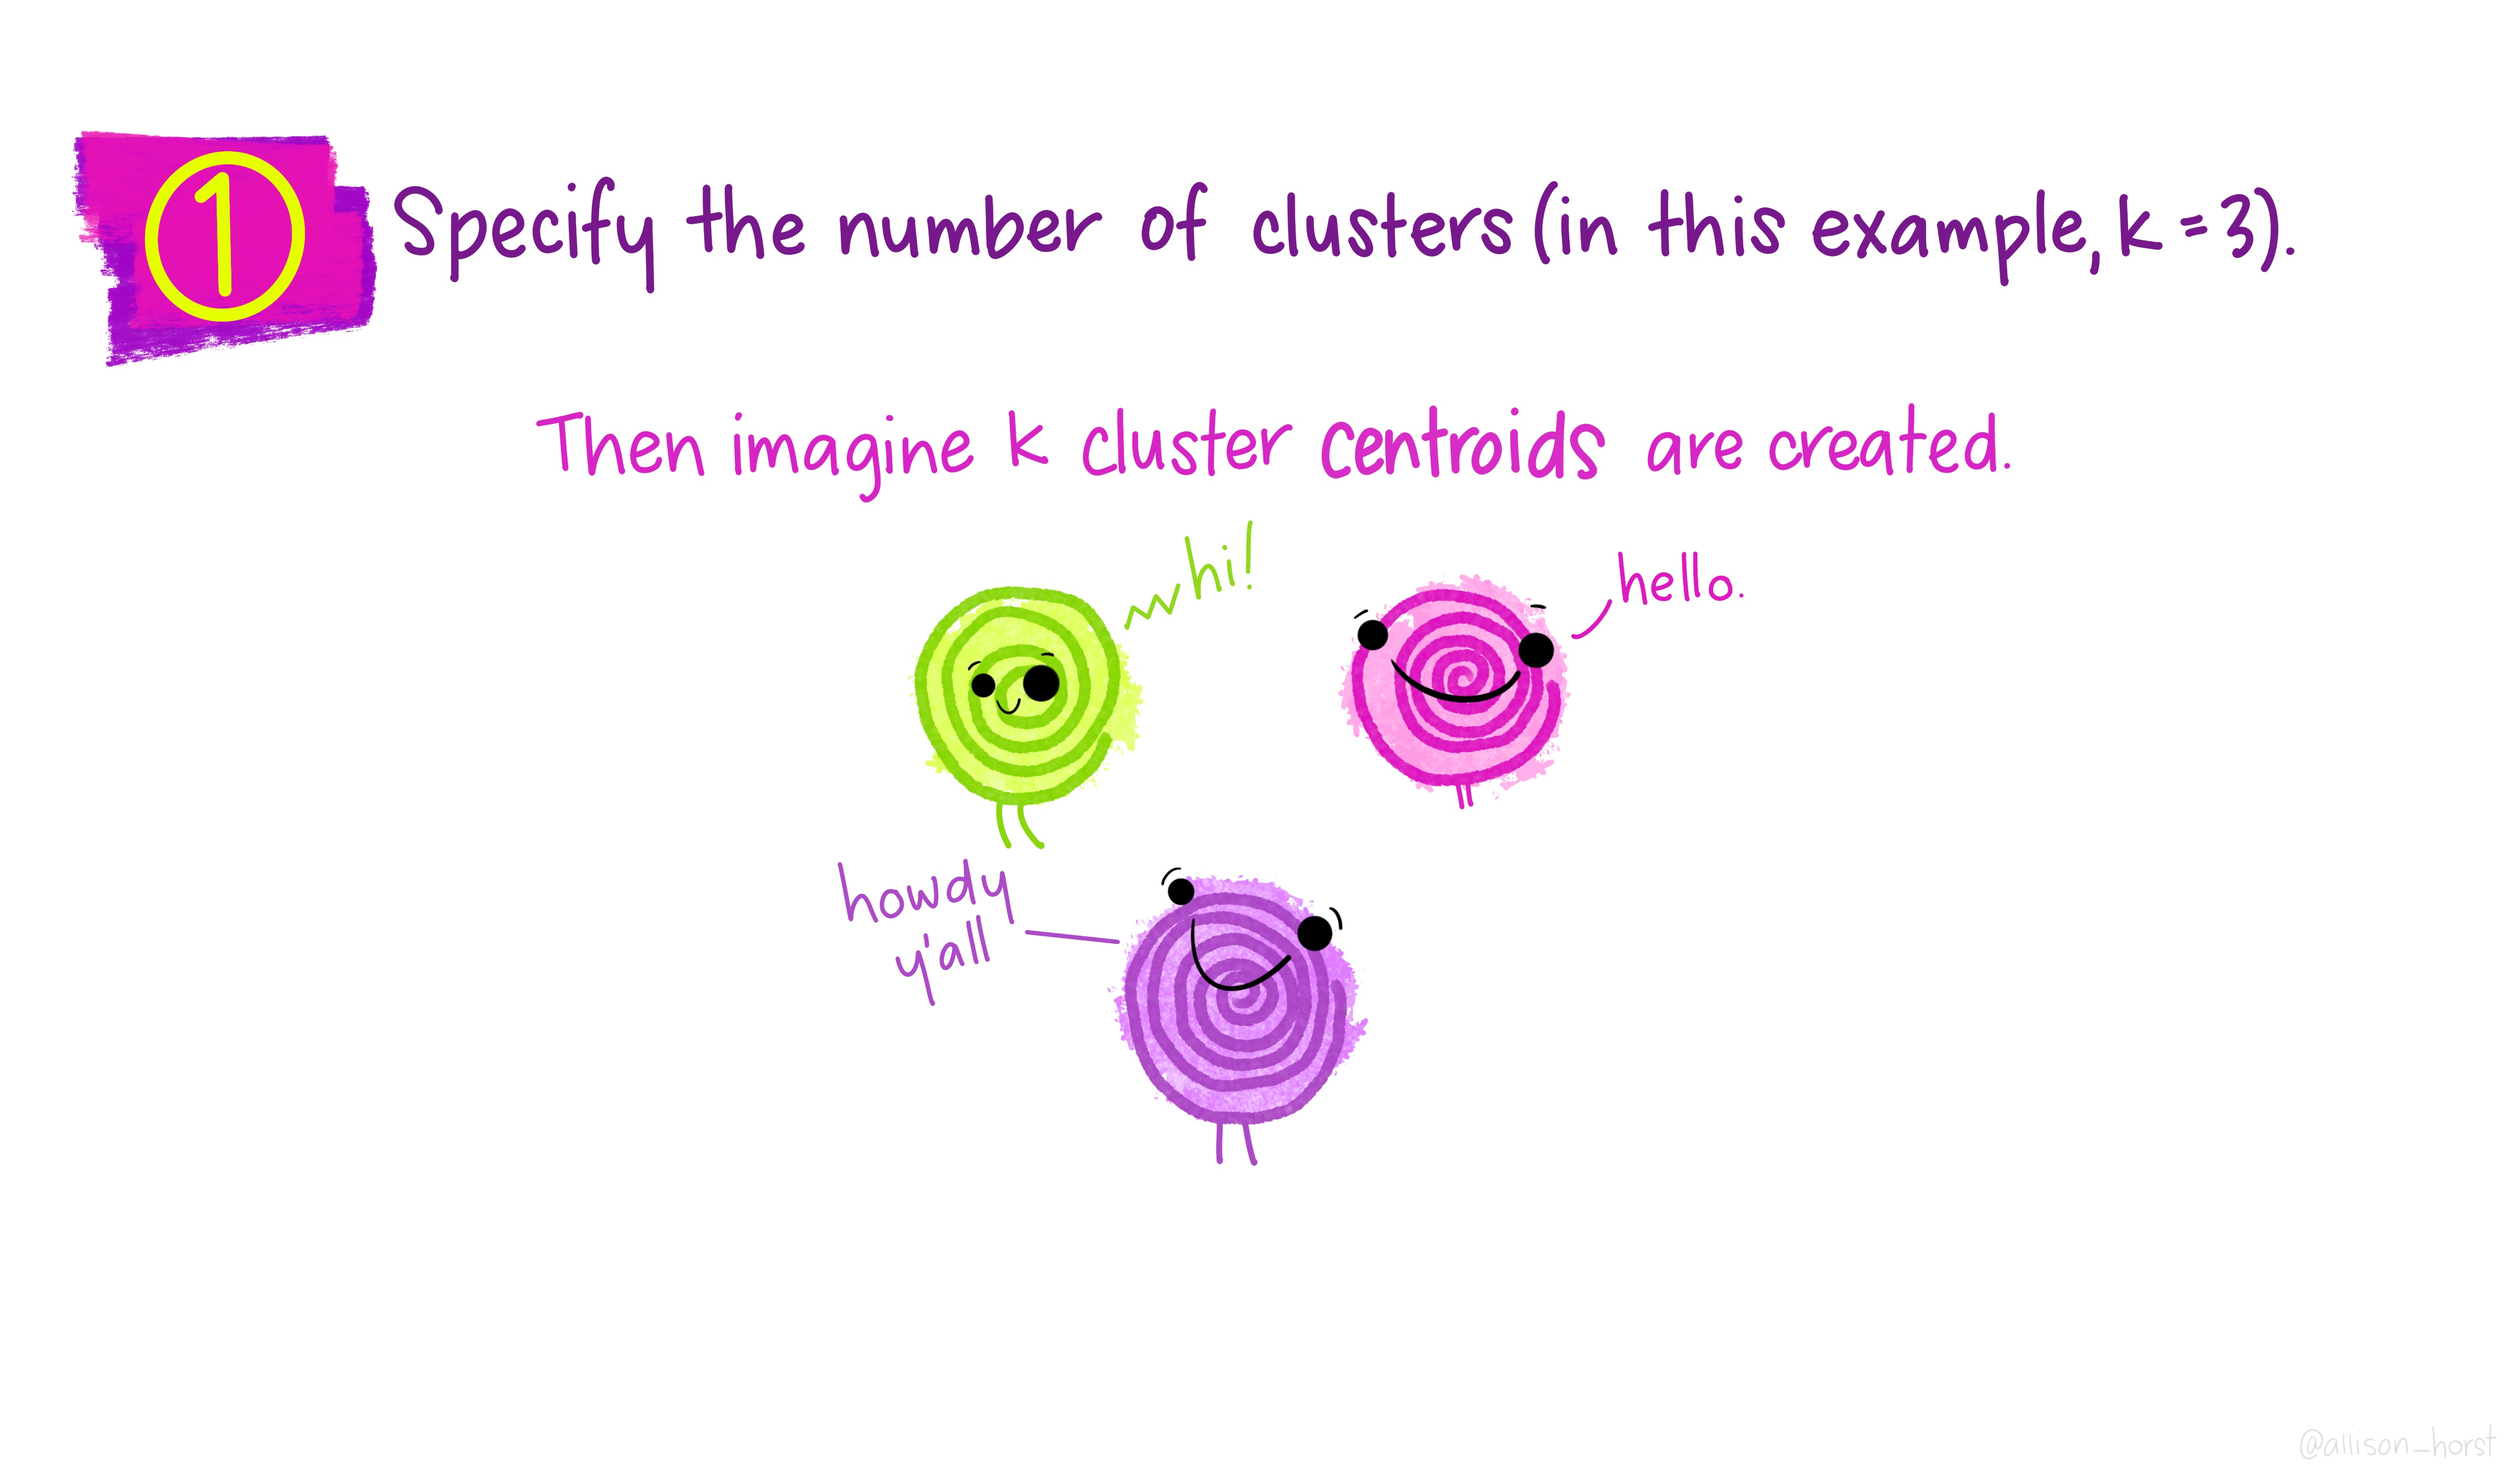 1 Specify the number of clusters (in this example, k = 3).
Then imagine k cluster centroids are created.
hi!
hello.
howdy
y'all
@allison_horst